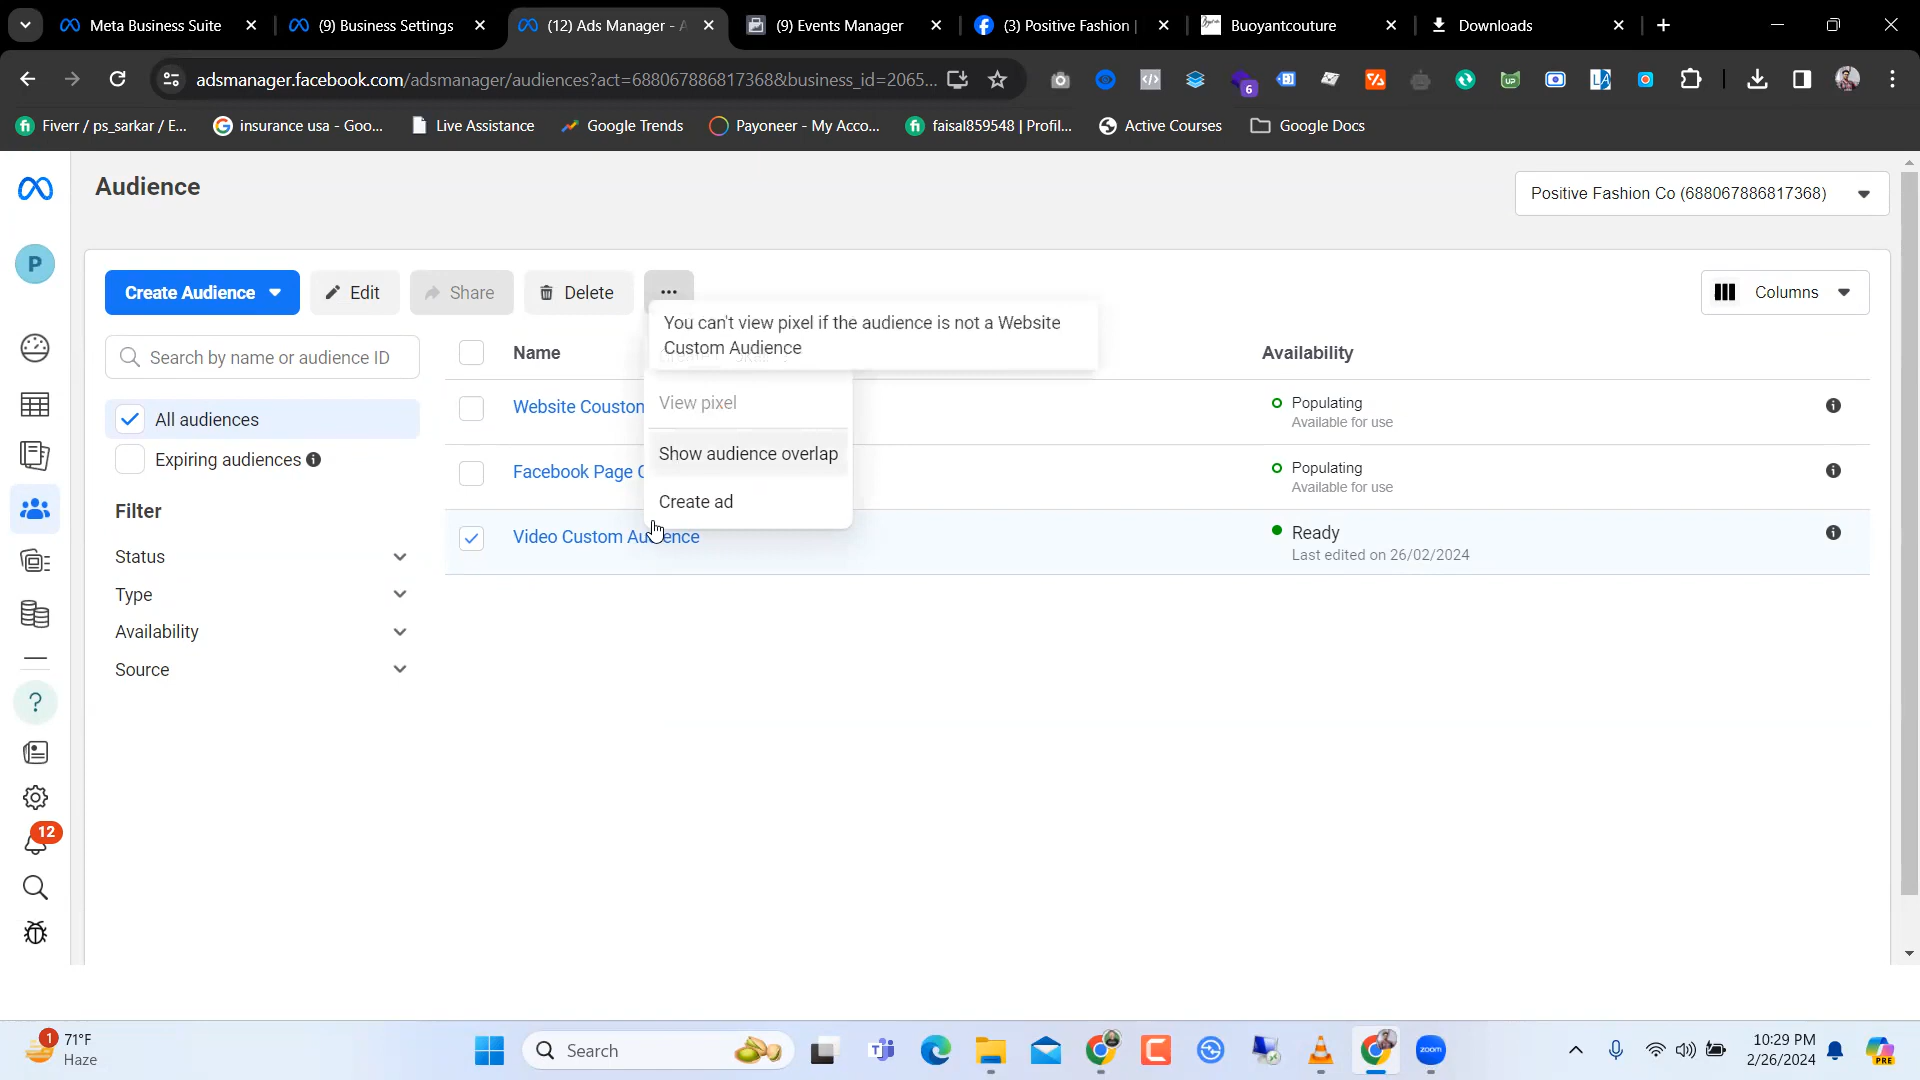 Meta Business Suite
(9) Business Settings
(12) Ads Manager - A
(9) Events Manager
(3) Positive Fashion |
Buoyantcouture
Downloads
adsmanager.facebook.com/adsmanager/audiences?act=688067886817368&business_id=2065...
6
Fiverr / ps_sarkar / E...
insurance usa - Goo...
Live Assistance
Google Trends
Payoneer - My Acco...
faisal859548 | Profil...
Active Courses
Google Docs
Audience
Positive Fashion Co (688067886817368)
P
Create Audience
Edit
Share
Delete
...
Columns
You can't view pixel if the audience is not a Website
Custom Audience
Search by name or audience ID
Name
Availability
View pixel
Show audience overlap
Create ad
All audiences
Expiring audiences
Website Couston
Populating
Available for use
Facebook Page C
Populating
Available for use
Video Custom Audience
Ready
Last edited on 26/02/2024
Filter
Status
Type
Availability
Source
?
12
1
71°F
Haze
Search
zoom
10:29 PM
2/26/2024
PRE